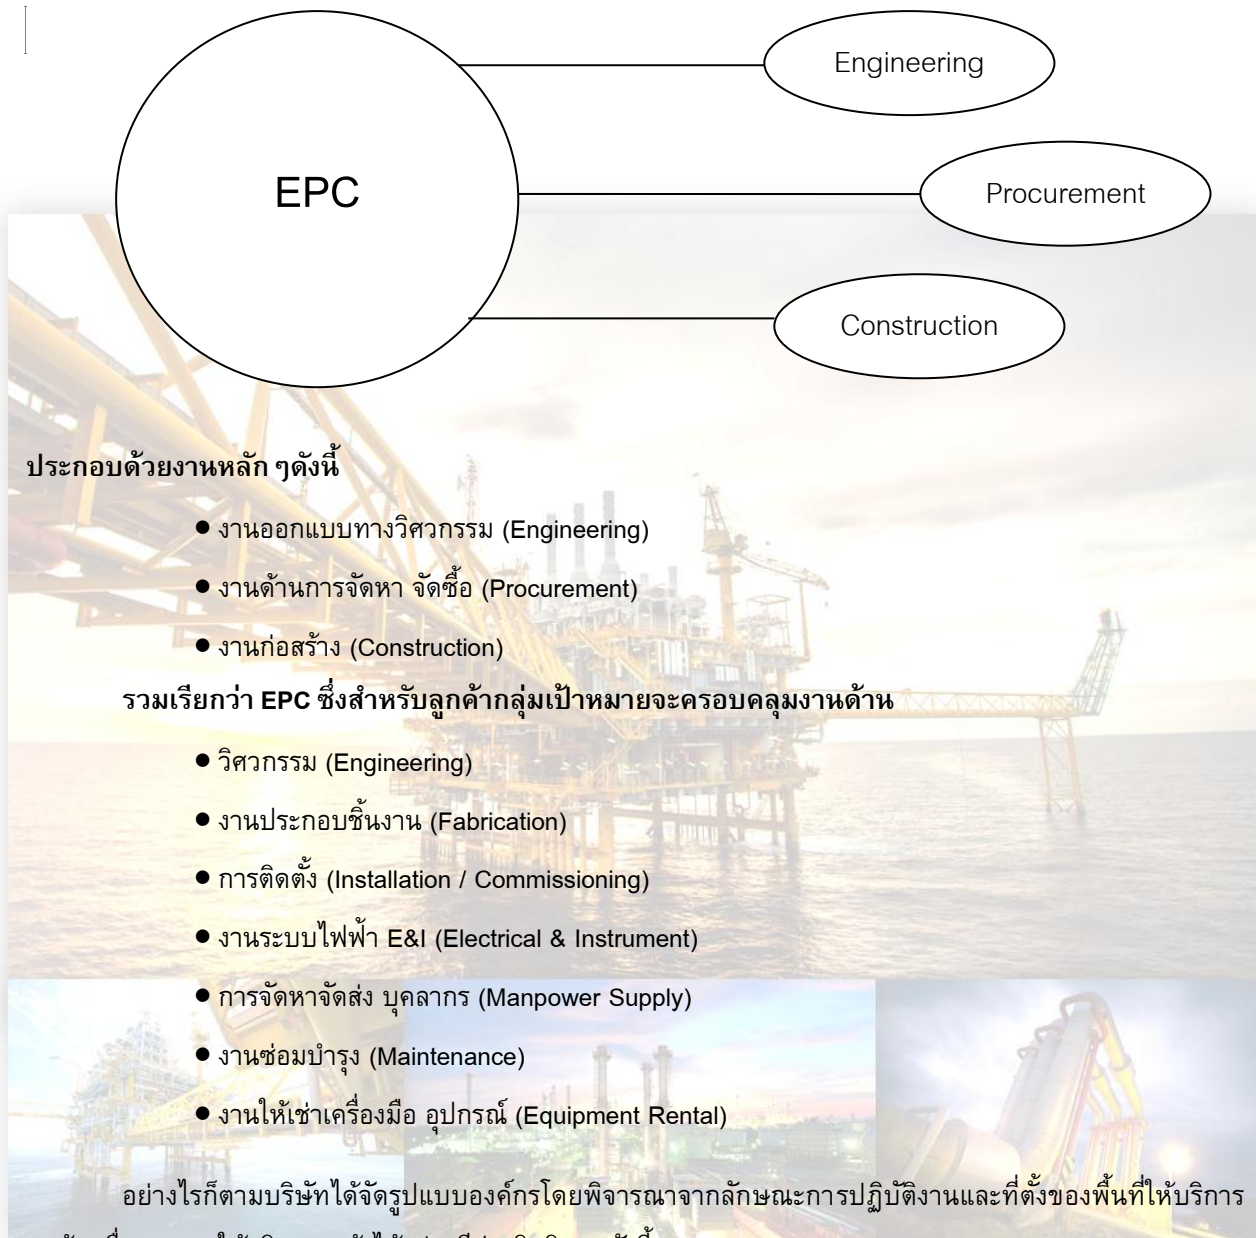 Engineering
EPC
Procurement
Construction
ประกอบด้วยงานหลัก ๆดังนี้
● งานออกแบบทางวิศวกรรม (Engineering)
● งานด้านการจัดหา จัดซื้อ (Procurement)
● งานก่อสร้าง (Construction)
รวมเรียกว่า EPC ซึ่งสำหรับลูกค้ากลุ่มเป้าหมายจะครอบคลุมงานด้าน
● วิศวกรรม (Engineering)
● งานประกอบชิ้นงาน (Fabrication)
● การติดตั้ง (Installation / Commissioning)
● งานระบบไฟฟ้า E&I (Electrical & Instrument)
● การจัดหาจัดส่ง บุคลากร (Manpower Supply)
● งานซ่อมบำรุง (Maintenance)
● งานให้เช่าเครื่องมือ อุปกรณ์ (Equipment Rental)
อย่างไรก็ตามบริษัทได้จัดรูปแบบองค์กรโดยพิจารณาจากลักษณะการปฏิบัติงานและที่ตั้งของพื้นที่ให้บริการ